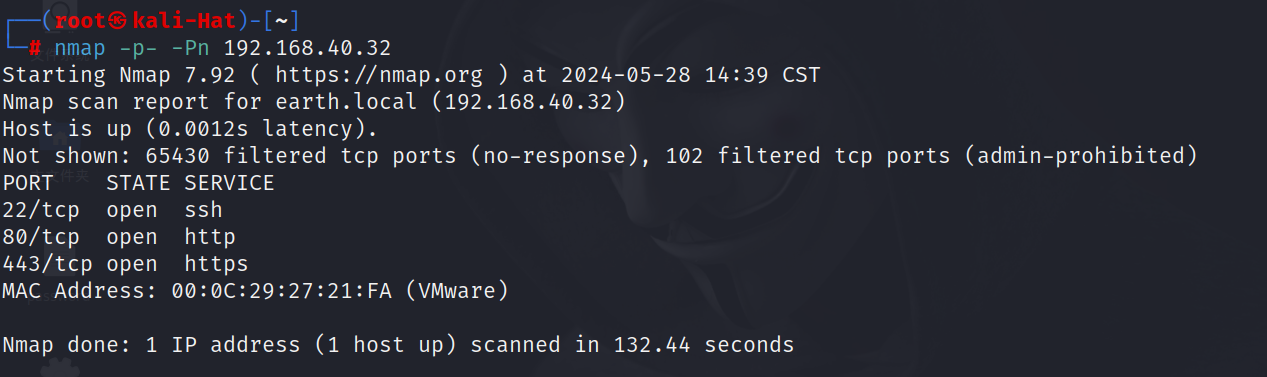 ┌──(root㉿kali-Hat)-[~]
└─# nmap -p- -Pn 192.168.40.32
Starting Nmap 7.92 ( https://nmap.org ) at 2024-05-28 14:39 CST
Nmap scan report for earth.local (192.168.40.32)
Host is up (0.0012s latency).
Not shown: 65430 filtered tcp ports (no-response), 102 filtered tcp ports (admin-prohibited)
PORT    STATE SERVICE
22/tcp  open  ssh
80/tcp  open  http
443/tcp open  https
MAC Address: 00:0C:29:27:21:FA (VMware)
Nmap done: 1 IP address (1 host up) scanned in 132.44 seconds